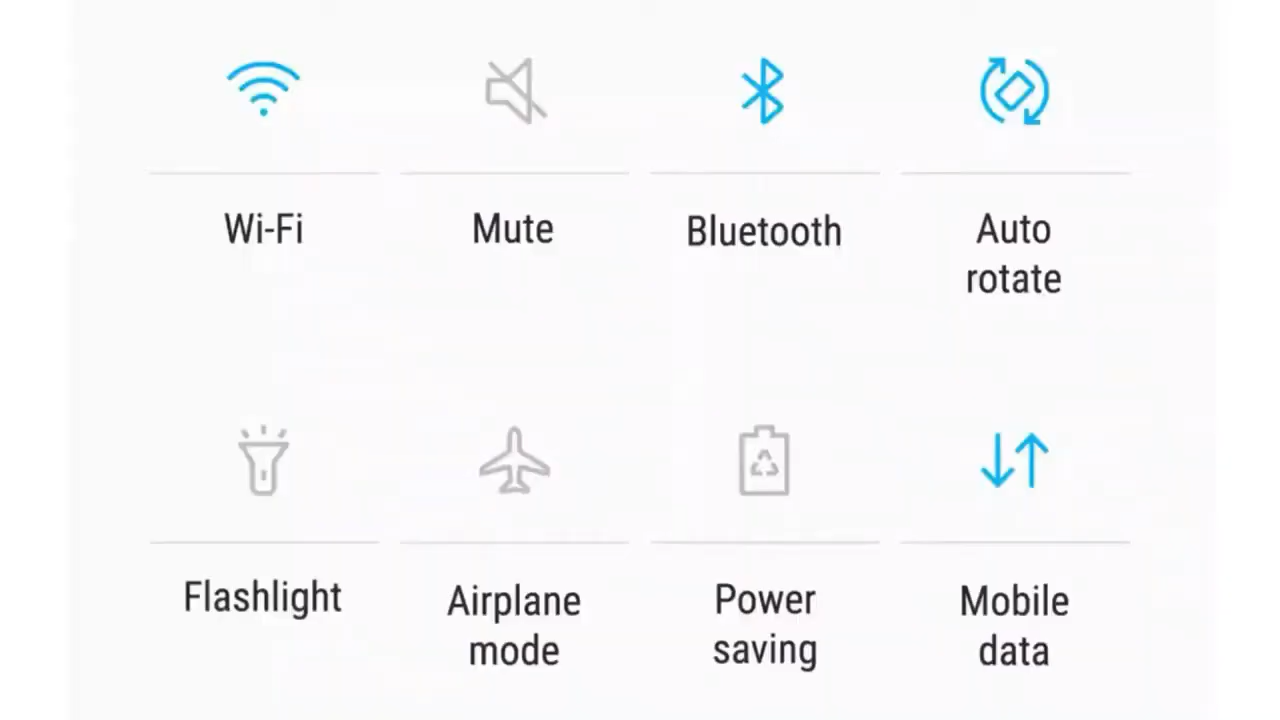 Wi-Fi
Mute
Bluetooth
Auto
rotate
Flashlight
Airplane
mode
Power
saving
Mobile
data